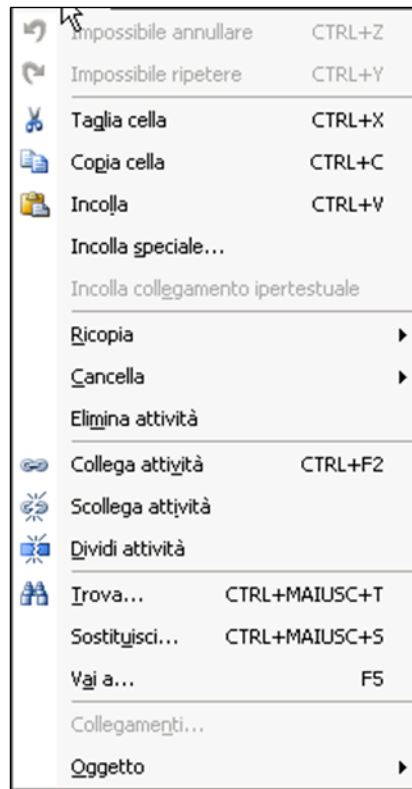 Impossibile annullare CTRL+Z
Impossibile ripetere CTRL+Y
Taglia cella CTRL+X
Copia cella CTRL+C
Incolla CTRL+V
Incolla speciale...
Incolla collegamento ipertestuale
Ricopia
Cancella
Elimina attività
Collega attività CTRL+F2
Scollega attività
Dividi attività
Trova... CTRL+MAIUSC+T
Sostituisci... CTRL+MAIUSC+S
Vai a... F5
Collegamenti...
Oggetto